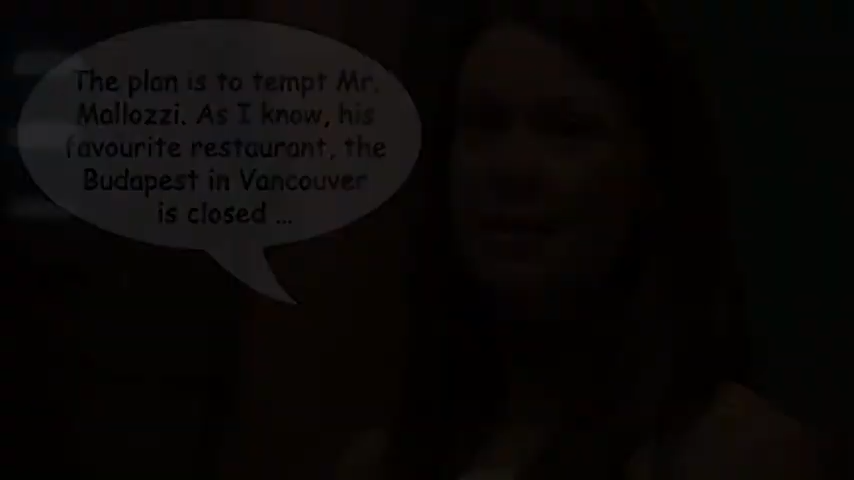 The plan is to tempt Mr.
Mallozzi. As I know, his
favourite restaurant, the
Budapest in Vancouver
is closed ...